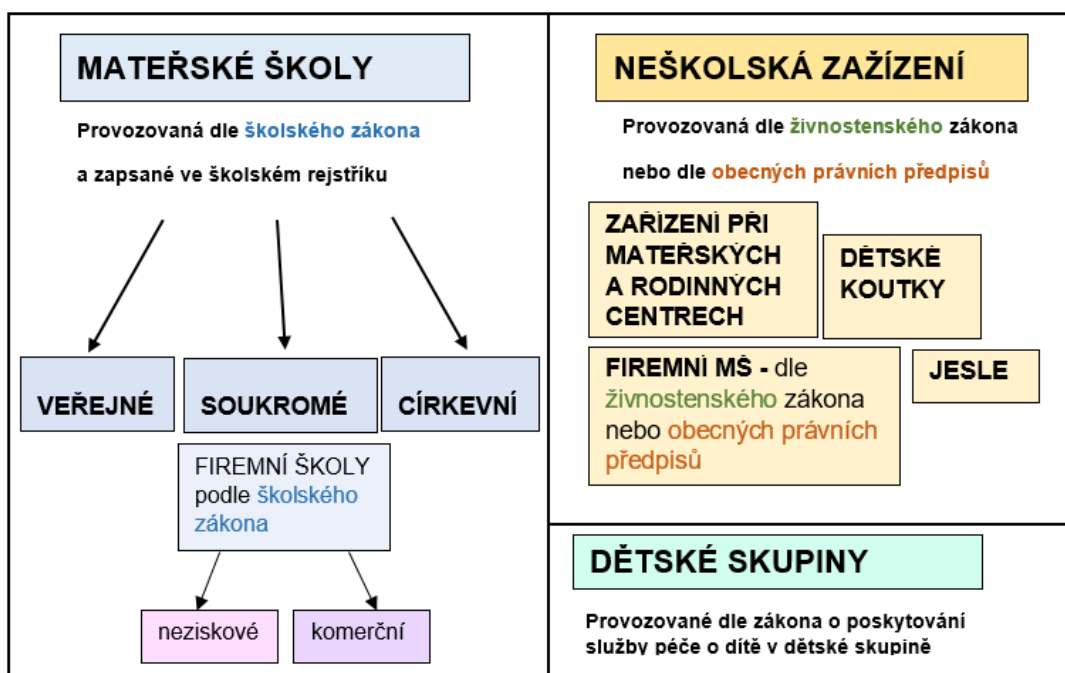 MATEŘSKÉ ŠKOLY
Provozovaná dle školského zákona
a zapsané ve školském rejstříku
VEŘEJNÉ
SOUKROMÉ
CÍRKEVNÍ
FIREMNÍ ŠKOLY
podle školského
zákona
neziskové
komerční
NEŠKOLSKÁ ZAŽÍZENÍ
Provozovaná dle živnostenského zákona
nebo dle obecných právních předpisů
ZAŘÍZENÍ PŘI
MATEŘSKÝCH
A RODINNÝCH
CENTRECH
DĚTSKÉ
KOUTKY
FIREMNÍ MŠ - dle
živnostenského zákona
nebo obecných právních
předpisů
JESLE
DĚTSKÉ SKUPINY
Provozované dle zákona o poskytování
služby péče o dítě v dětské skupině